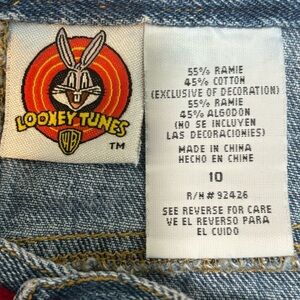 LOONEY TUNES
WB
TM
55% RAMIE
45% COTTON
(EXCLUSIVE OF DECORATION)
55% RAMIE
45% ALGODON
(NO SE INCLUYEN
LAS DECORACIONIES)
MADE IN CHINA
HECHO EN CHINE
10
R/H# 92426
SEE REVERSE FOR CARE
VE EL REVERSO PARA
EL CUIDO